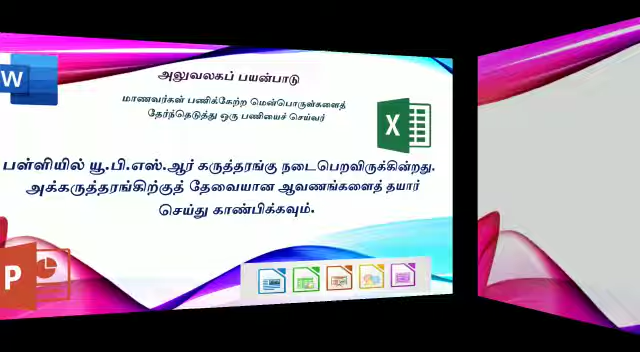 அலுவலகப் பயன்பாடு
மாணவர்கள் பணிக்கேற்ற மென்பொருள்களைத்
தேர்ந்தெடுத்து ஒரு பணியைச் செய்வர்
பள்ளியில் யூ.பி.எஸ்.ஆர் கருத்தரங்கு நடைபெறவிருக்கின்றது.
அக்கருத்தரங்கிற்குத் தேவையான ஆவணங்களைத் தயார்
செய்து காண்பிக்கவும்.
W
X
P